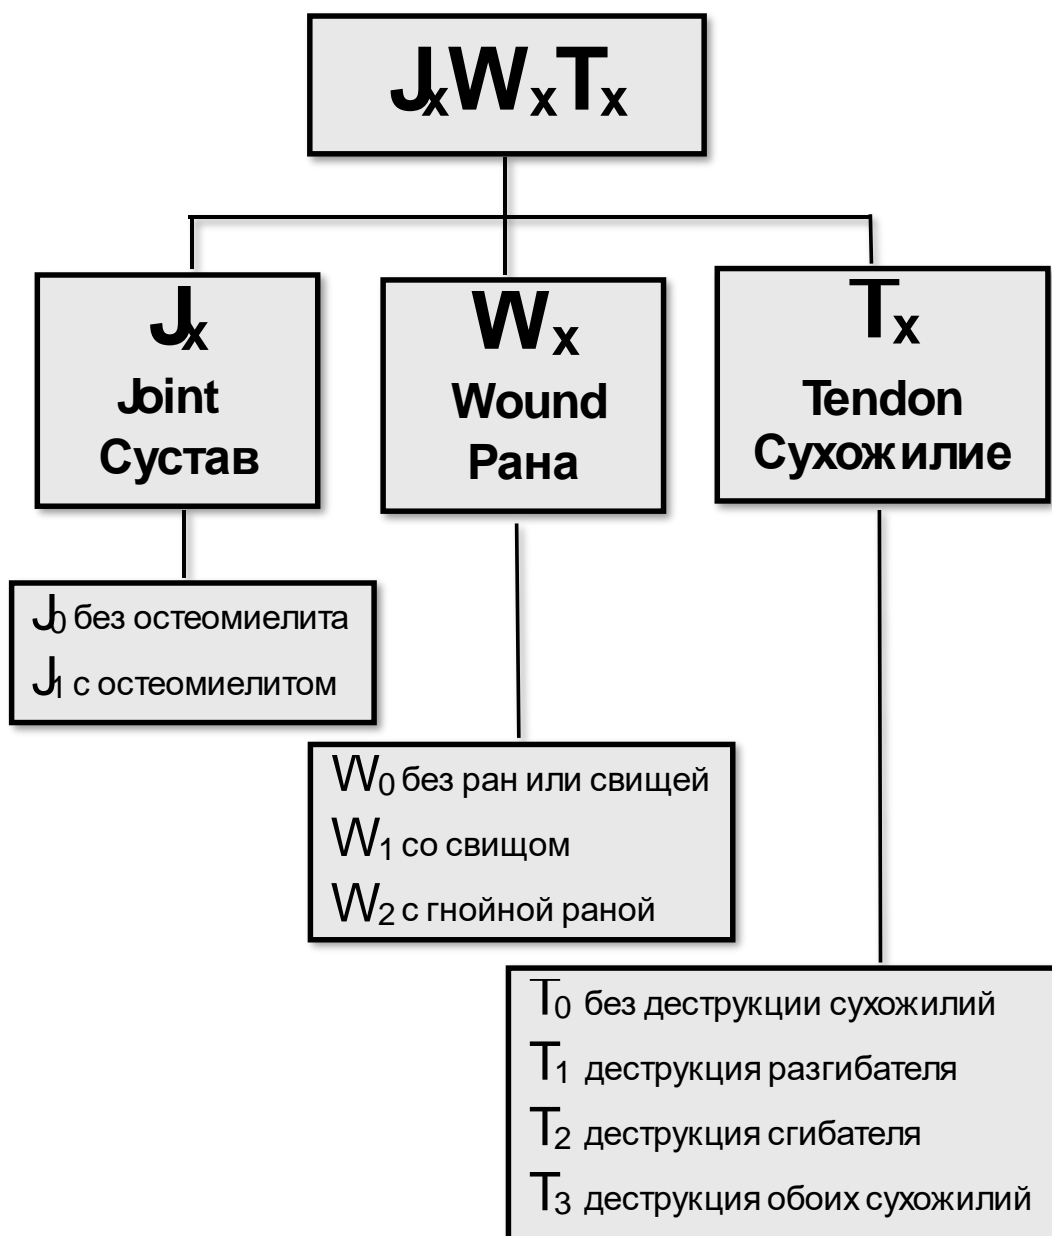 JxWxTx
Jx
Joint
Сустав
Wx
Wound
Рана
Tx
Tendon
Сухожилие
J0 без остеомиелита
J1 с остеомиелитом
W0 без ран или свищей
W1 со свищом
W2 с гнойной раной
T0 без деструкции сухожилий
T1 деструкция разгибателя
T2 деструкция сгибателя
T3 деструкция обоих сухожилий